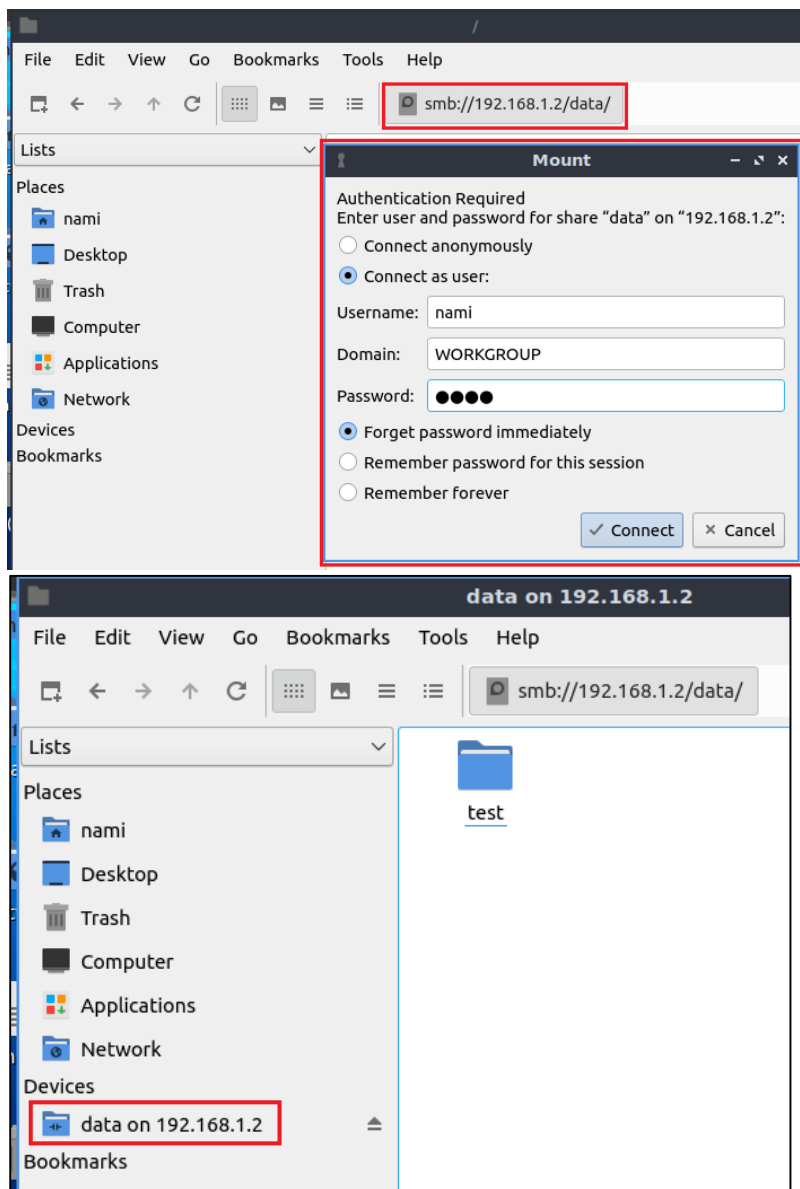 /
File Edit View Go Bookmarks Tools Help
smb://192.168.1.2/data/
Lists
Places
nami
Desktop
Trash
Computer
Applications
Network
Devices
Bookmarks
Mount
Authentication Required
Enter user and password for share “data” on “192.168.1.2”:
Connect anonymously
Connect as user:
Username: nami
Domain: WORKGROUP
Password: ●●●●
Forget password immediately
Remember password for this session
Remember forever
Connect Cancel
data on 192.168.1.2
File Edit View Go Bookmarks Tools Help
smb://192.168.1.2/data/
Lists
Places
nami
Desktop
Trash
Computer
Applications
Network
Devices
data on 192.168.1.2
Bookmarks
test